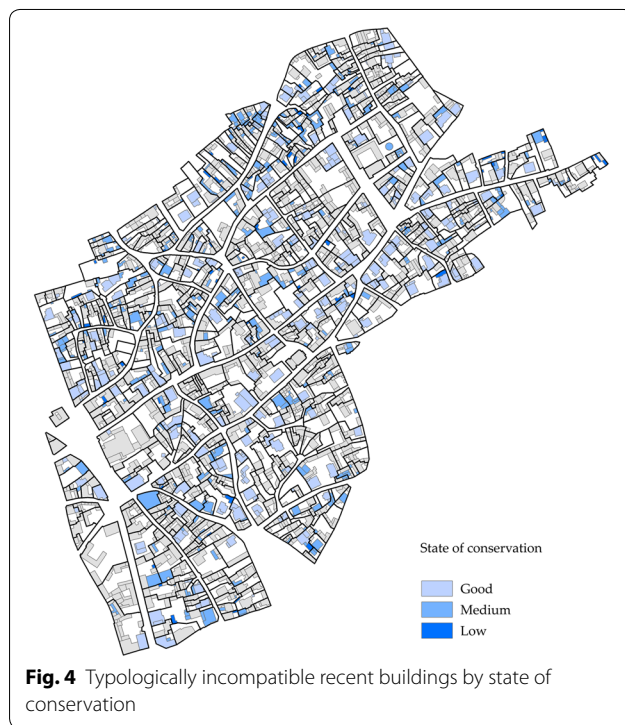 State of conservation
Good
Medium
Low
Fig. 4 Typologically incompatible recent buildings by state of
conservation